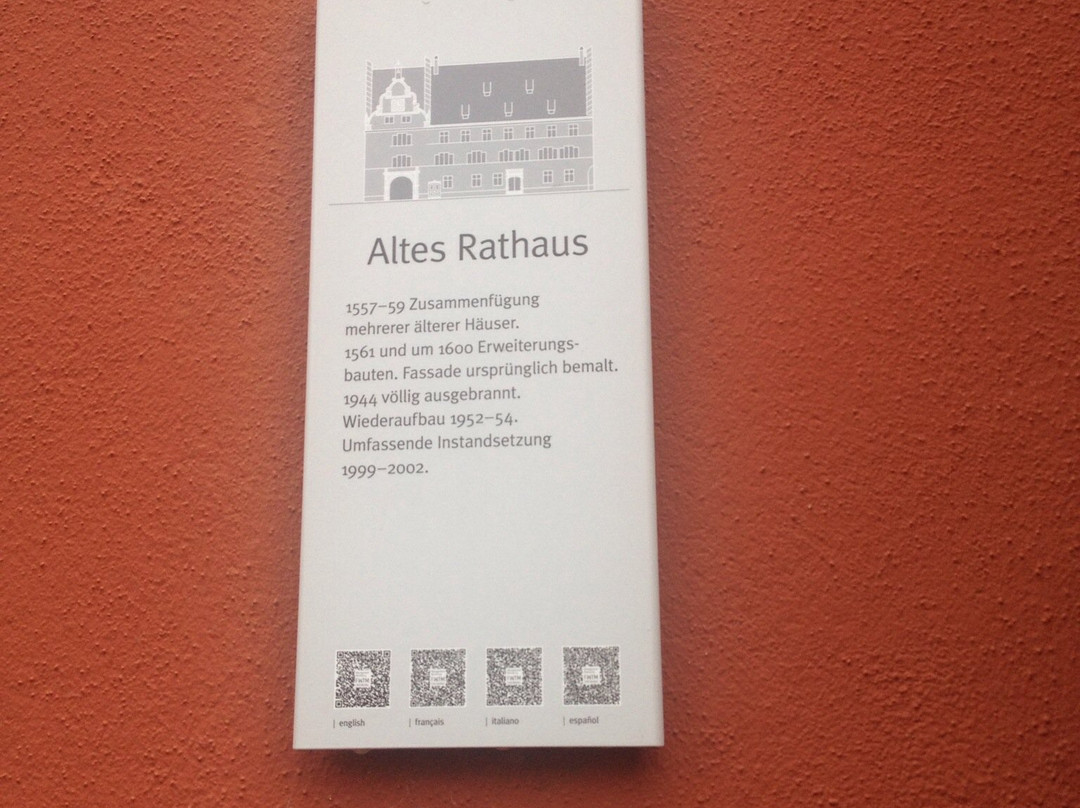 Altes Rathaus
1557–59 Zusammenfügung
mehrerer älterer Häuser.
1561 und um 1600 Erweiterungs-
bauten. Fassade ursprünglich bemalt.
1944 völlig ausgebrannt.
Wiederaufbau 1952–54.
Umfassende Instandsetzung
1999–2002.
| english | français | italiano | español